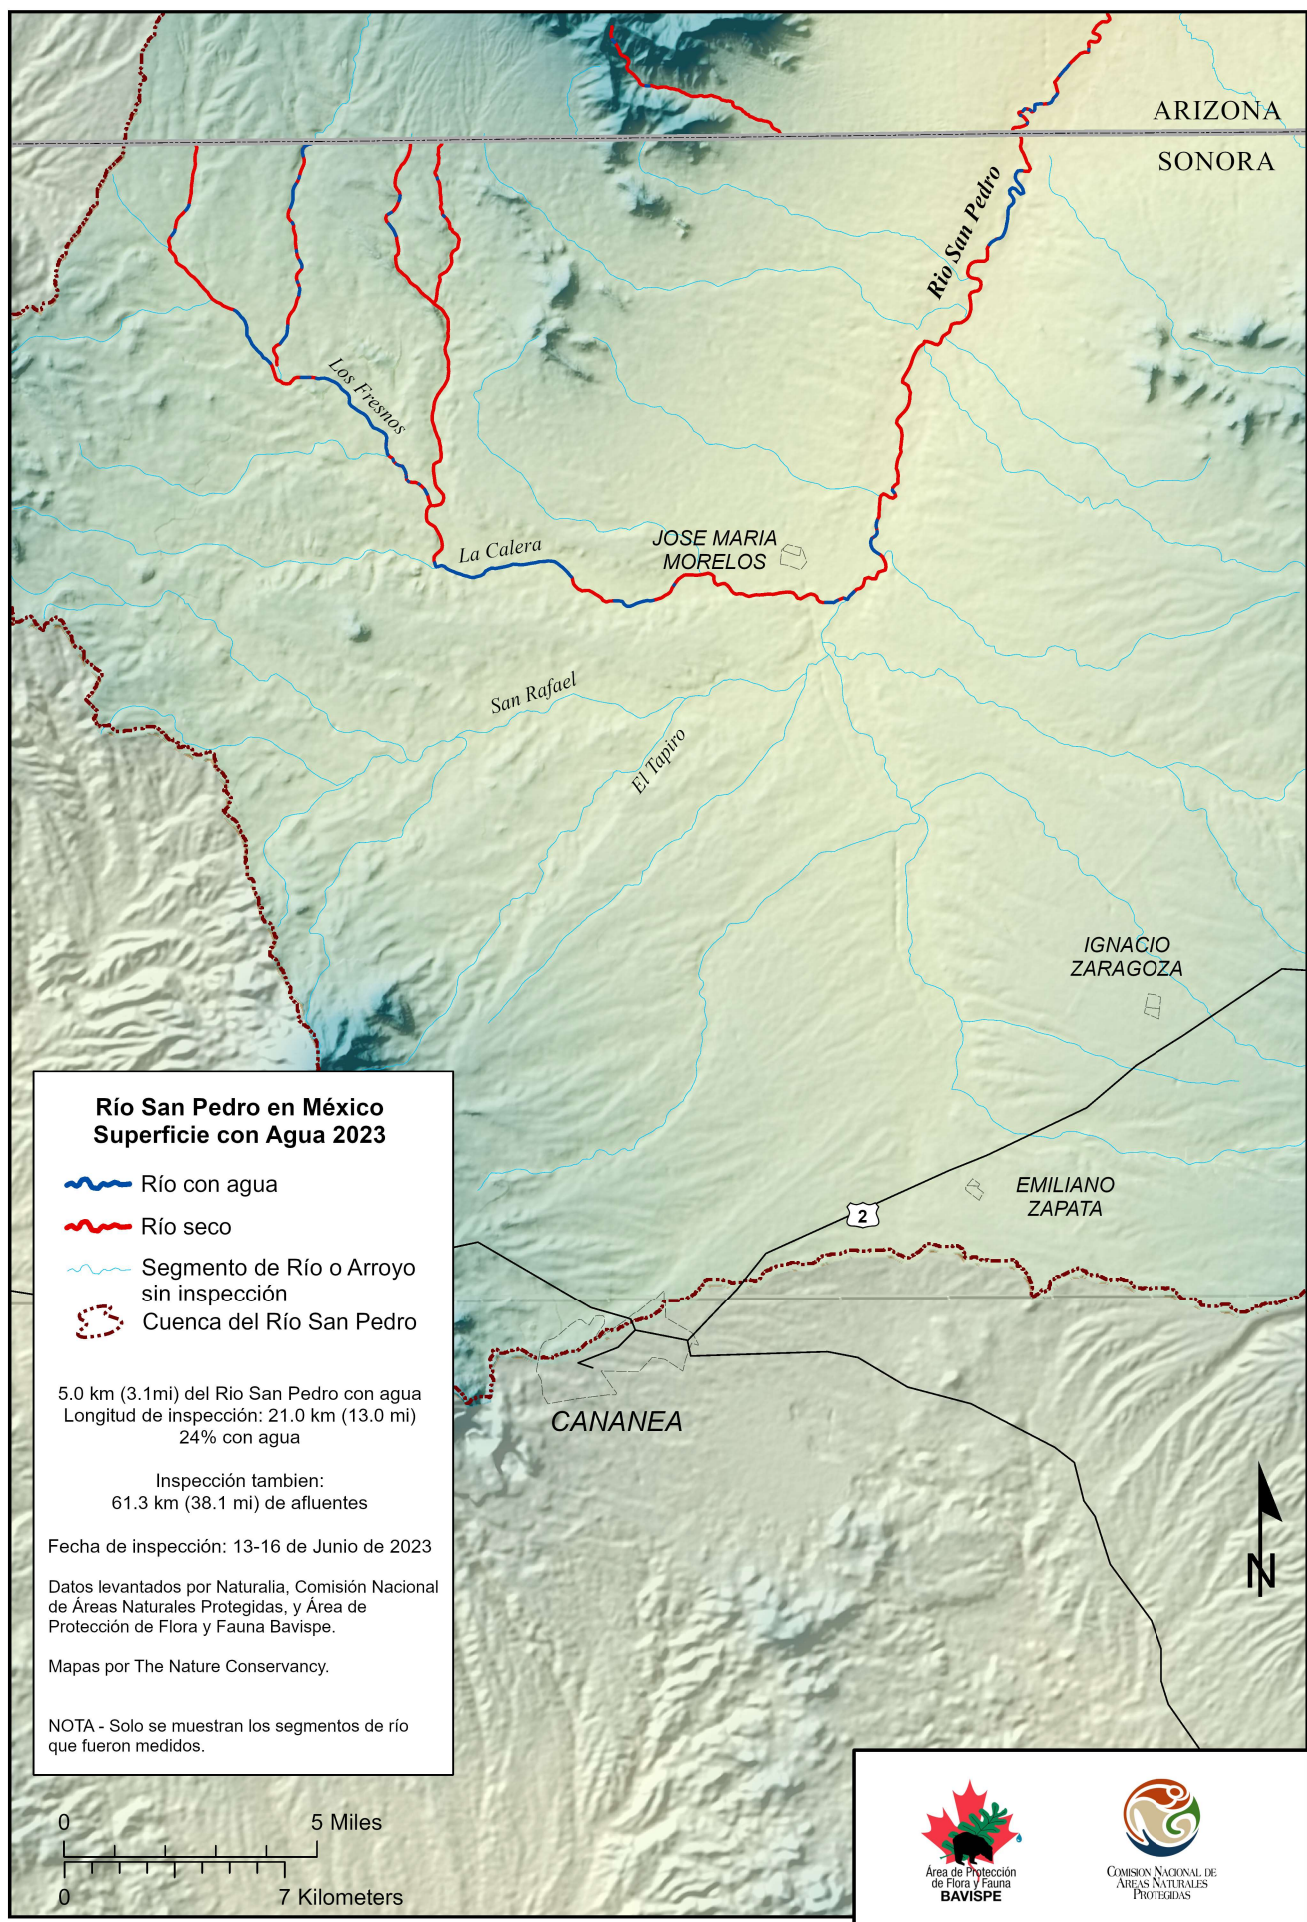 ARIZONA
SONORA
Rio San Pedro
Los Fresnos
La Calera
JOSE MARIA
MORELOS
San Rafael
El Tapiro
IGNACIO
ZARAGOZA
EMILIANO
ZAPATA
2
CANANEA
Río San Pedro en México
Superficie con Agua 2023
Río con agua
Río seco
Segmento de Río o Arroyo
sin inspección
Cuenca del Río San Pedro
5.0 km (3.1mi) del Rio San Pedro con agua
Longitud de inspección: 21.0 km (13.0 mi)
24% con agua
Inspección tambien:
61.3 km (38.1 mi) de afluentes
Fecha de inspección: 13-16 de Junio de 2023
Datos levantados por Naturalia, Comisión Nacional
de Áreas Naturales Protegidas, y Área de
Protección de Flora y Fauna Bavispe.
Mapas por The Nature Conservancy.
NOTA - Solo se muestran los segmentos de río
que fueron medidos.
0 5 Miles
0 7 Kilometers
N
Área de Protección
de Flora y Fauna
BAVISPE
COMISION NACIONAL DE
AREAS NATURALES
PROTEGIDAS